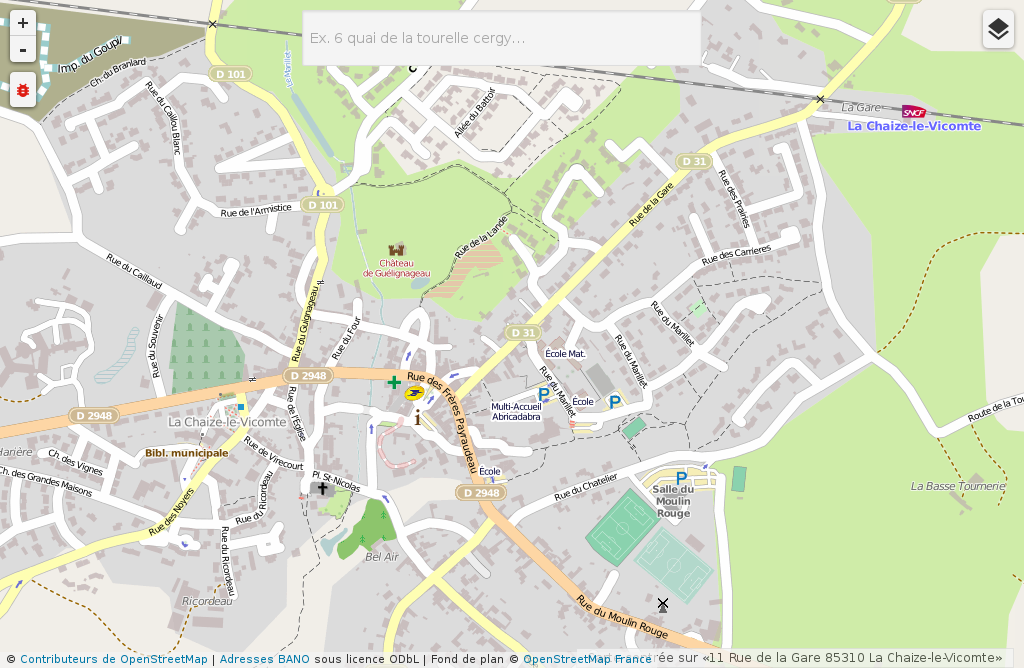 +
-
Ex. 6 quai de la tourelle cergy...
Imp. du Goupy
Ch. du Branlard
D 101
Le Marillet
Allée du Battoir
Rue du Caillou Blanc
La Gare
SNCF
La Chaize-le-Vicomte
D 31
Rue de la Gare
Rue des Prairies
D 101
Rue de l'Armistice
Rue de la Lande
Château
de Guélignageau
Rue des Carrieres
Rue du Caillaud
Rue du Guignageau
Rue du Souvenir
Rue du Four
Rue du Marillet
D 31
École Mat.
Rue du Marillet
D 2948
Rue des Frères Payraudeau
Rue du Marillet
P
École
P
Multi-Accueil
Abricadabra
D 2948
La Chaize-le-Vicomte
Rue de l'Église
i
Route de la Tou
Harière
Bibl. municipale
Rue de Virecourt
Ch. des Vignes
Ch. des Grandes Maisons
Pl. St-Nicolas
École
D 2948
Rue du Chatelier
P
Salle du
Moulin
Rouge
La Basse Tournerie
Rue du Ricordeau
Rue des Noyers
Rue du Ricordeau
Bel Air
Ricordeau
Rue du Moulin Rouge
© Contributeurs de OpenStreetMap | Adresses BANO sous licence ODbL | Fond de plan © OpenStreetMap France
rée sur «11 Rue de la Gare 85310 La Chaize-le-Vicomte»